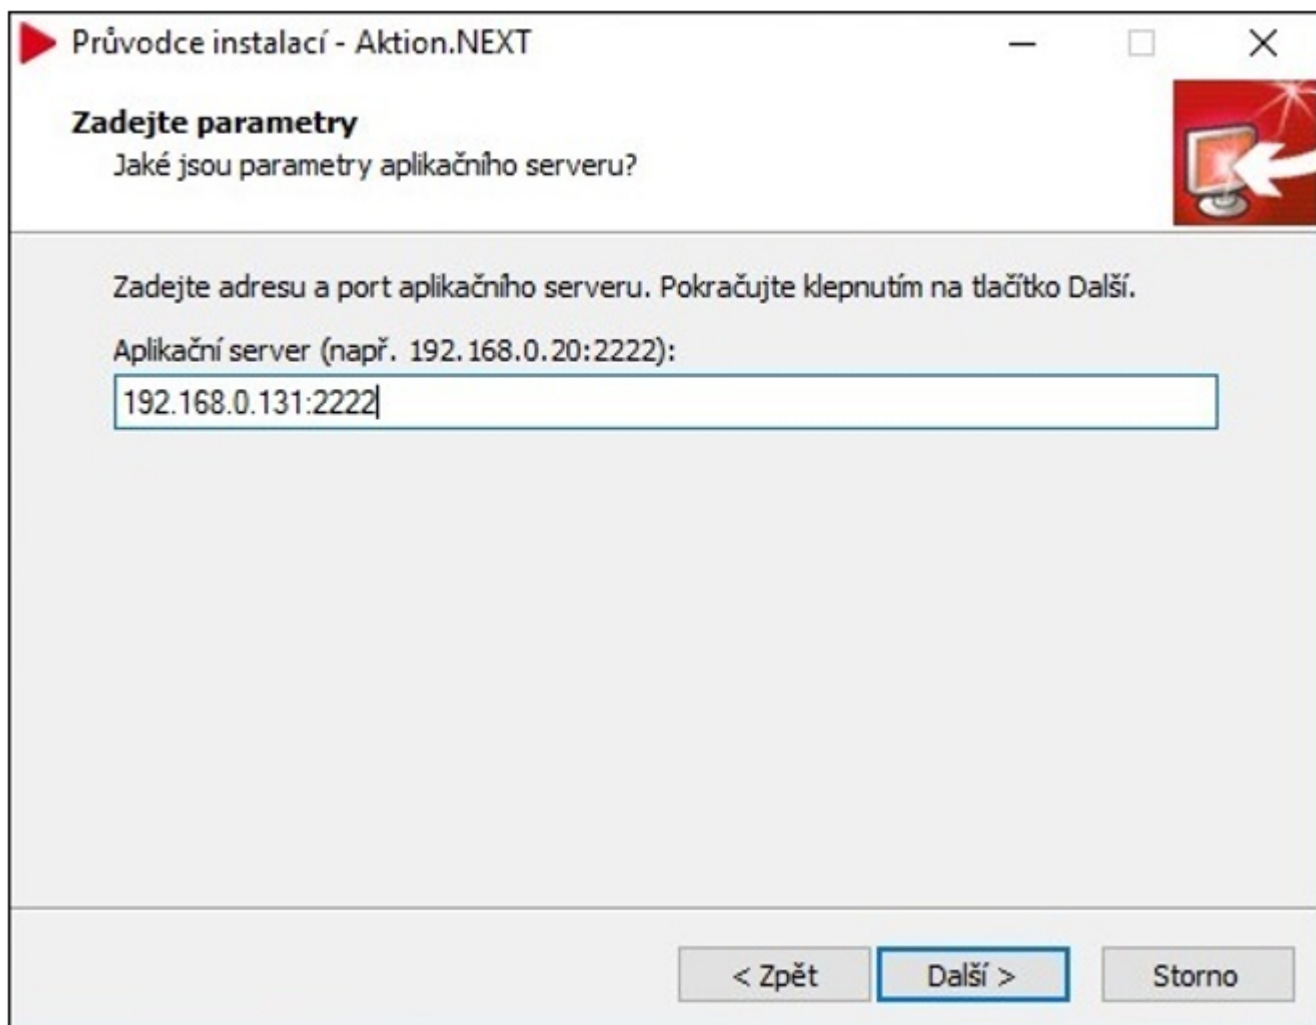 Průvodce instalací - Aktion.NEXT
Zadejte parametry
Jaké jsou parametry aplikačního serveru?
Zadejte adresu a port aplikačního serveru. Pokračujte klepnutím na tlačítko Další.
Aplikační server (např. 192.168.0.20:2222):
192.168.0.131:2222
< Zpět
Další >
Storno